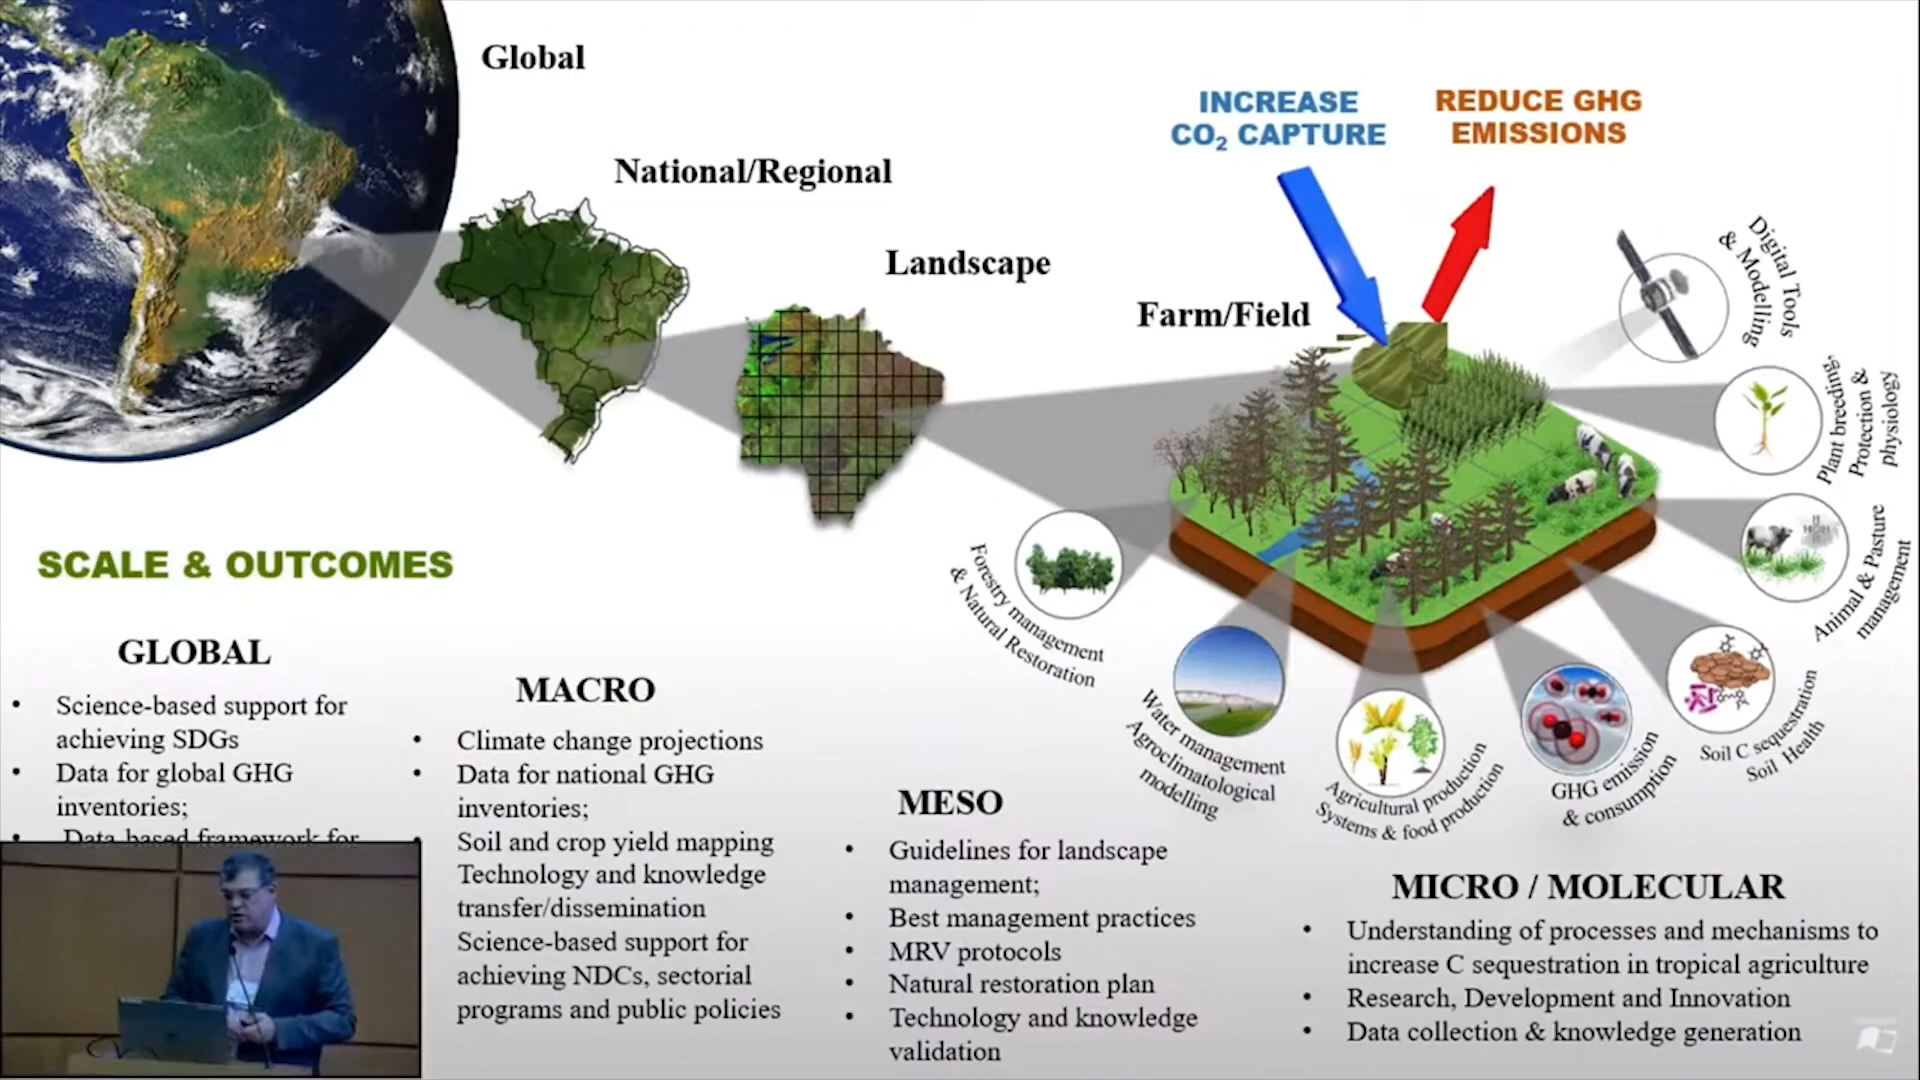 Global
National/Regional
Landscape
Farm/Field
INCREASE
CO₂ CAPTURE
REDUCE GHG
EMISSIONS
Digital Tools
& Modelling
Plant breeding,
Protection &
physiology
Animal & Pasture
management
Soil C sequestration
Soil Health
GHG emission
& consumption
Agricultural production
Systems & food production
Water management
Agroclimatological
modelling
Forestry management
& Natural Restoration
SCALE & OUTCOMES
GLOBAL
• Science-based support for
achieving SDGs
• Data for global GHG
inventories;
• Data-based framework for
MACRO
• Climate change projections
• Data for national GHG
inventories;
• Soil and crop yield mapping
Technology and knowledge
transfer/dissemination
Science-based support for
achieving NDCs, sectorial
programs and public policies
MESO
• Guidelines for landscape
management;
• Best management practices
• MRV protocols
• Natural restoration plan
• Technology and knowledge
validation
MICRO / MOLECULAR
• Understanding of processes and mechanisms to
increase C sequestration in tropical agriculture
• Research, Development and Innovation
• Data collection & knowledge generation